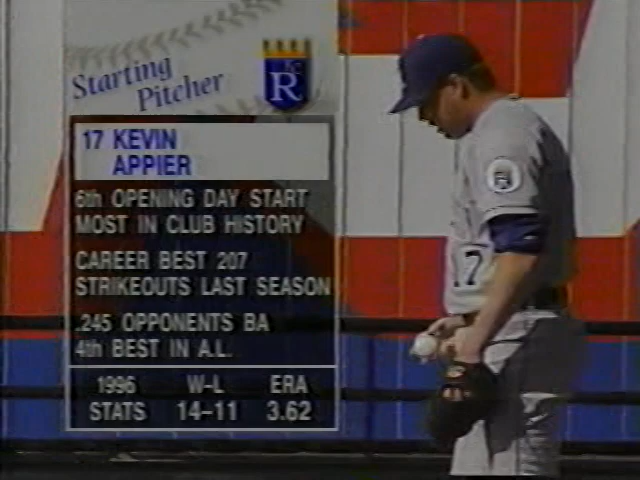 Starting
Pitcher
KC
R
17 KEVIN
APPIER
6th OPENING DAY START
MOST IN CLUB HISTORY
CAREER BEST 207
STRIKEOUTS LAST SEASON
.245 OPPONENTS BA
4th BEST IN A.L.
1996 W-L ERA
STATS 14-11 3.62
17